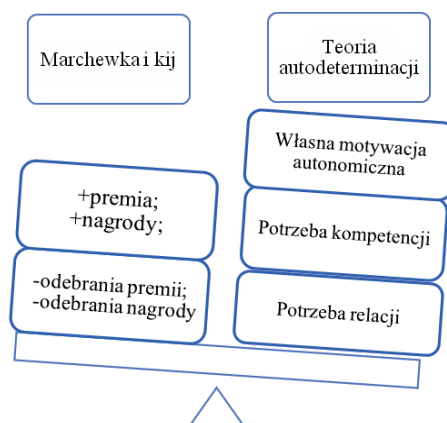 Marchewka i kij
Teoria
autodeterminacji
+premia;
+nagrody;
-odebrania premii;
-odebrania nagrody
Własna motywacja
autonomiczna
Potrzeba kompetencji
Potrzeba relacji